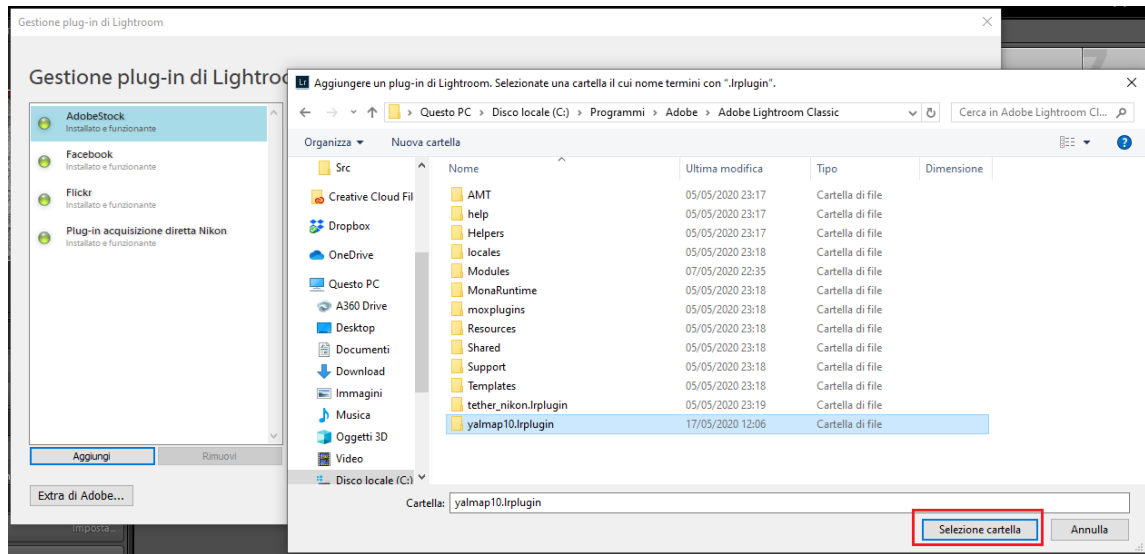 Gestione plug-in di Lightroom
Gestione plug-in di Lightroo
AdobeStock
Installato e funzionante
Facebook
Installato e funzionante
Flickr
Installato e funzionante
Plug-in acquisizione diretta Nikon
Installato e funzionante
Aggiungi Rimuovi
Extra di Adobe...
Imposta...
Lr Aggiungere un plug-in di Lightroom. Selezionate una cartella il cui nome termini con ".lrplugin".
Questo PC > Disco locale (C:) > Programmi > Adobe > Adobe Lightroom Classic
Cerca in Adobe Lightroom Cl...
Organizza Nuova cartella
Src
Creative Cloud Fil
Dropbox
OneDrive
Questo PC
A360 Drive
Desktop
Documenti
Download
Immagini
Musica
Oggetti 3D
Video
Disco locale (C:)
Nome Ultima modifica Tipo Dimensione
AMT 05/05/2020 23:17 Cartella di file
help 05/05/2020 23:17 Cartella di file
Helpers 05/05/2020 23:17 Cartella di file
locales 05/05/2020 23:18 Cartella di file
Modules 07/05/2020 22:35 Cartella di file
MonaRuntime 05/05/2020 23:18 Cartella di file
moxplugins 05/05/2020 23:18 Cartella di file
Resources 05/05/2020 23:18 Cartella di file
Shared 05/05/2020 23:18 Cartella di file
Support 05/05/2020 23:18 Cartella di file
Templates 05/05/2020 23:18 Cartella di file
tether_nikon.lrplugin 05/05/2020 23:19 Cartella di file
yalmap10.lrplugin 17/05/2020 12:06 Cartella di file
Cartella: yalmap10.lrplugin
Selezione cartella Annulla